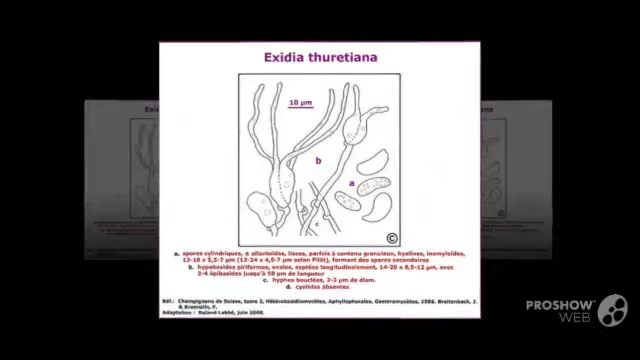 Exidia thuretiana
10 µm
b
a
c
©
a. spores cylindriques, ± allantoïdes, lisses, parfois à contenu granuleux, hyalines, inamyloïdes,
13-18 x 5,5-7 µm (13-24 x 4,5-7 µm selon Pilát), formant des spores secondaires
b. hypobasides piriformes, ovales, septées longitudinalement, 14-20 x 8,5-12 µm, avec
2-4 épibasides jusqu'à 50 µm de longueur
c. hyphes bouclées, 2-3 µm de diam.
d. cystides absentes
Réf.: Champignons de Suisse, tome 2, Hétérobasidiomycètes, Aphyllophorales, Gastéromycètes. 1986. Breitenbach, J.
& Kraenzlin, F.
Adaptation : Roland Labbé, juin 2008.
PROSHOW
WEB